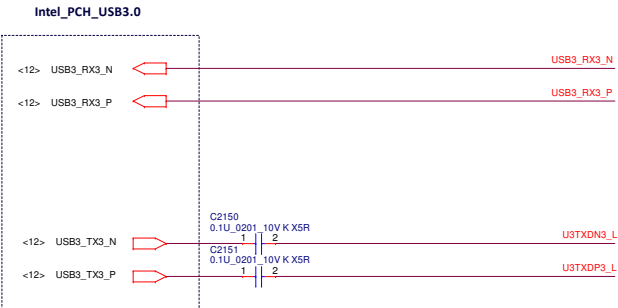 Intel_PCH_USB3.0
USB3_RX3_N
<12> USB3_RX3_N
USB3_RX3_P
<12> USB3_RX3_P
C2150
0.1U_0201_10V K X5R
U3TXDN3_L
<12> USB3_TX3_N
1 2
C2151
0.1U_0201_10V K X5R
U3TXDP3_L
<12> USB3_TX3_P
1 2